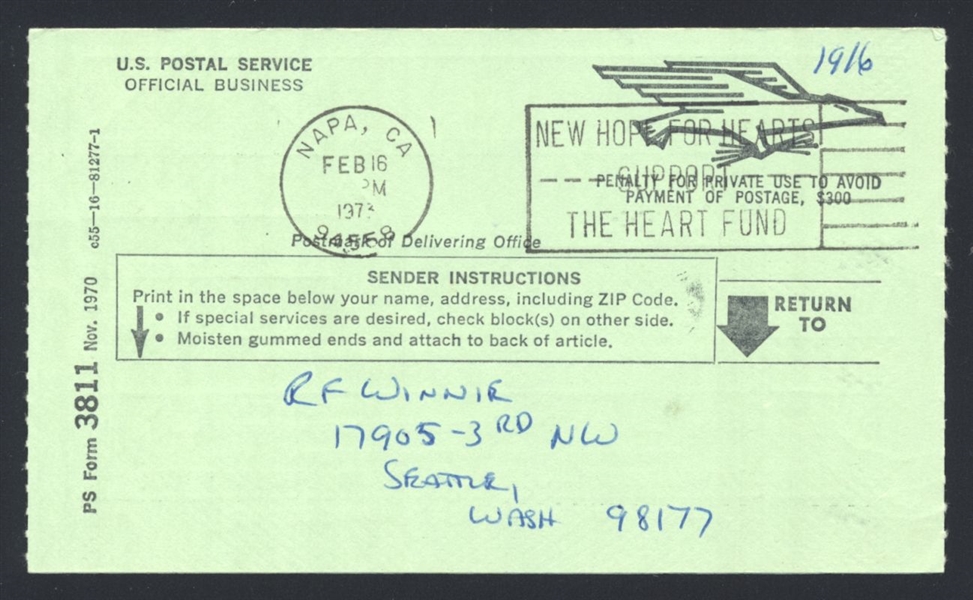 U.S. POSTAL SERVICE
OFFICIAL BUSINESS
1916
NAPA, CA
FEB 16
PM
197
94558
NEW HOPE FOR HEARTS
SUPPORT
THE HEART FUND
PENALTY FOR PRIVATE USE TO AVOID
PAYMENT OF POSTAGE, $300
Postmark of Delivering Office
SENDER INSTRUCTIONS
Print in the space below your name, address, including ZIP Code.
• If special services are desired, check block(s) on other side.
• Moisten gummed ends and attach to back of article.
RETURN
TO
PS Form 3811 Nov. 1970 c55—16—81277-1
RF WINNIE
17905-3RD NW
SEATTLE,
WASH 98177